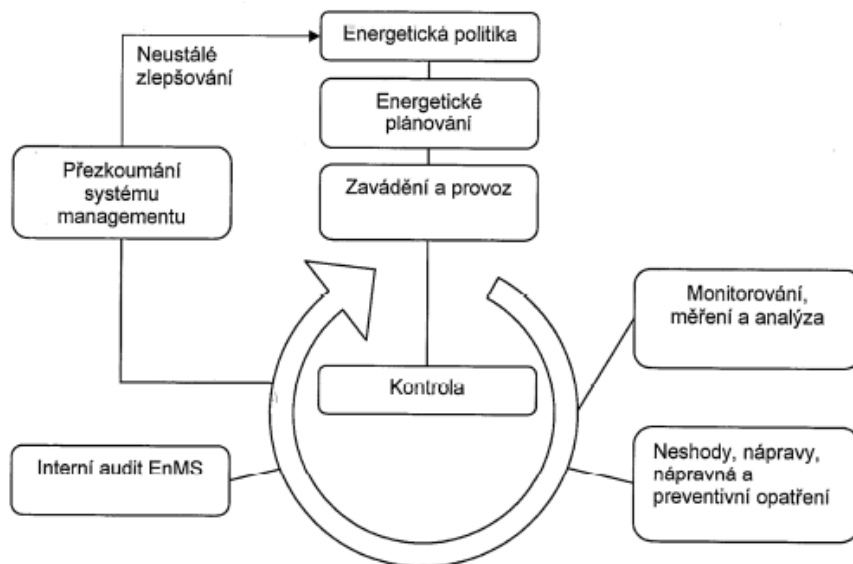 Energetická politika
Neustálé
zlepšování
Energetické
plánování
Přezkoumání
systému
managementu
Zavádění a provoz
Monitorování,
měření a analýza
Kontrola
Interní audit EnMS
Neshody, nápravy,
nápravná a
preventivní opatření